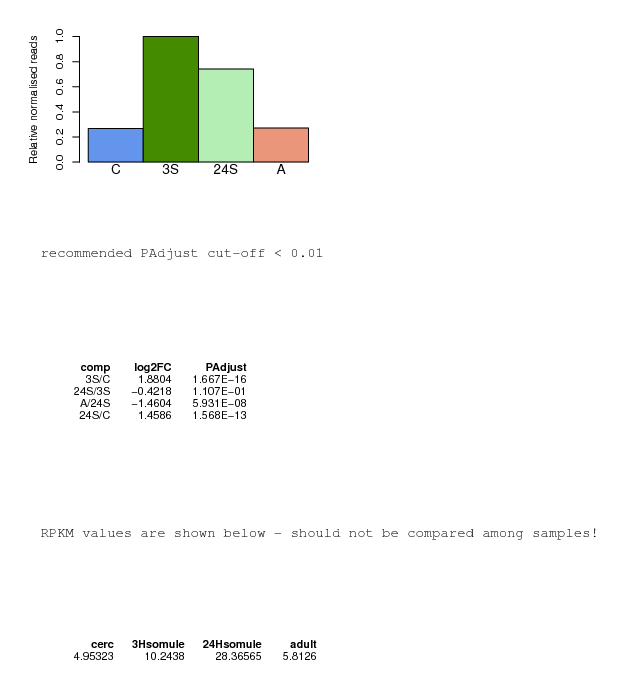 Relative normalised reads
1.0
0.8
0.6
0.4
0.2
0.0
C 3S 24S A
recommended PAdjust cut-off < 0.01
comp log2FC PAdjust
3S/C 1.8804 1.667E−16
24S/3S −0.4218 1.107E−01
A/24S −1.4604 5.931E−08
24S/C 1.4586 1.568E−13
RPKM values are shown below - should not be compared among samples!
cerc 3Hsomule 24Hsomule adult
4.95323 10.2438 28.36565 5.8126